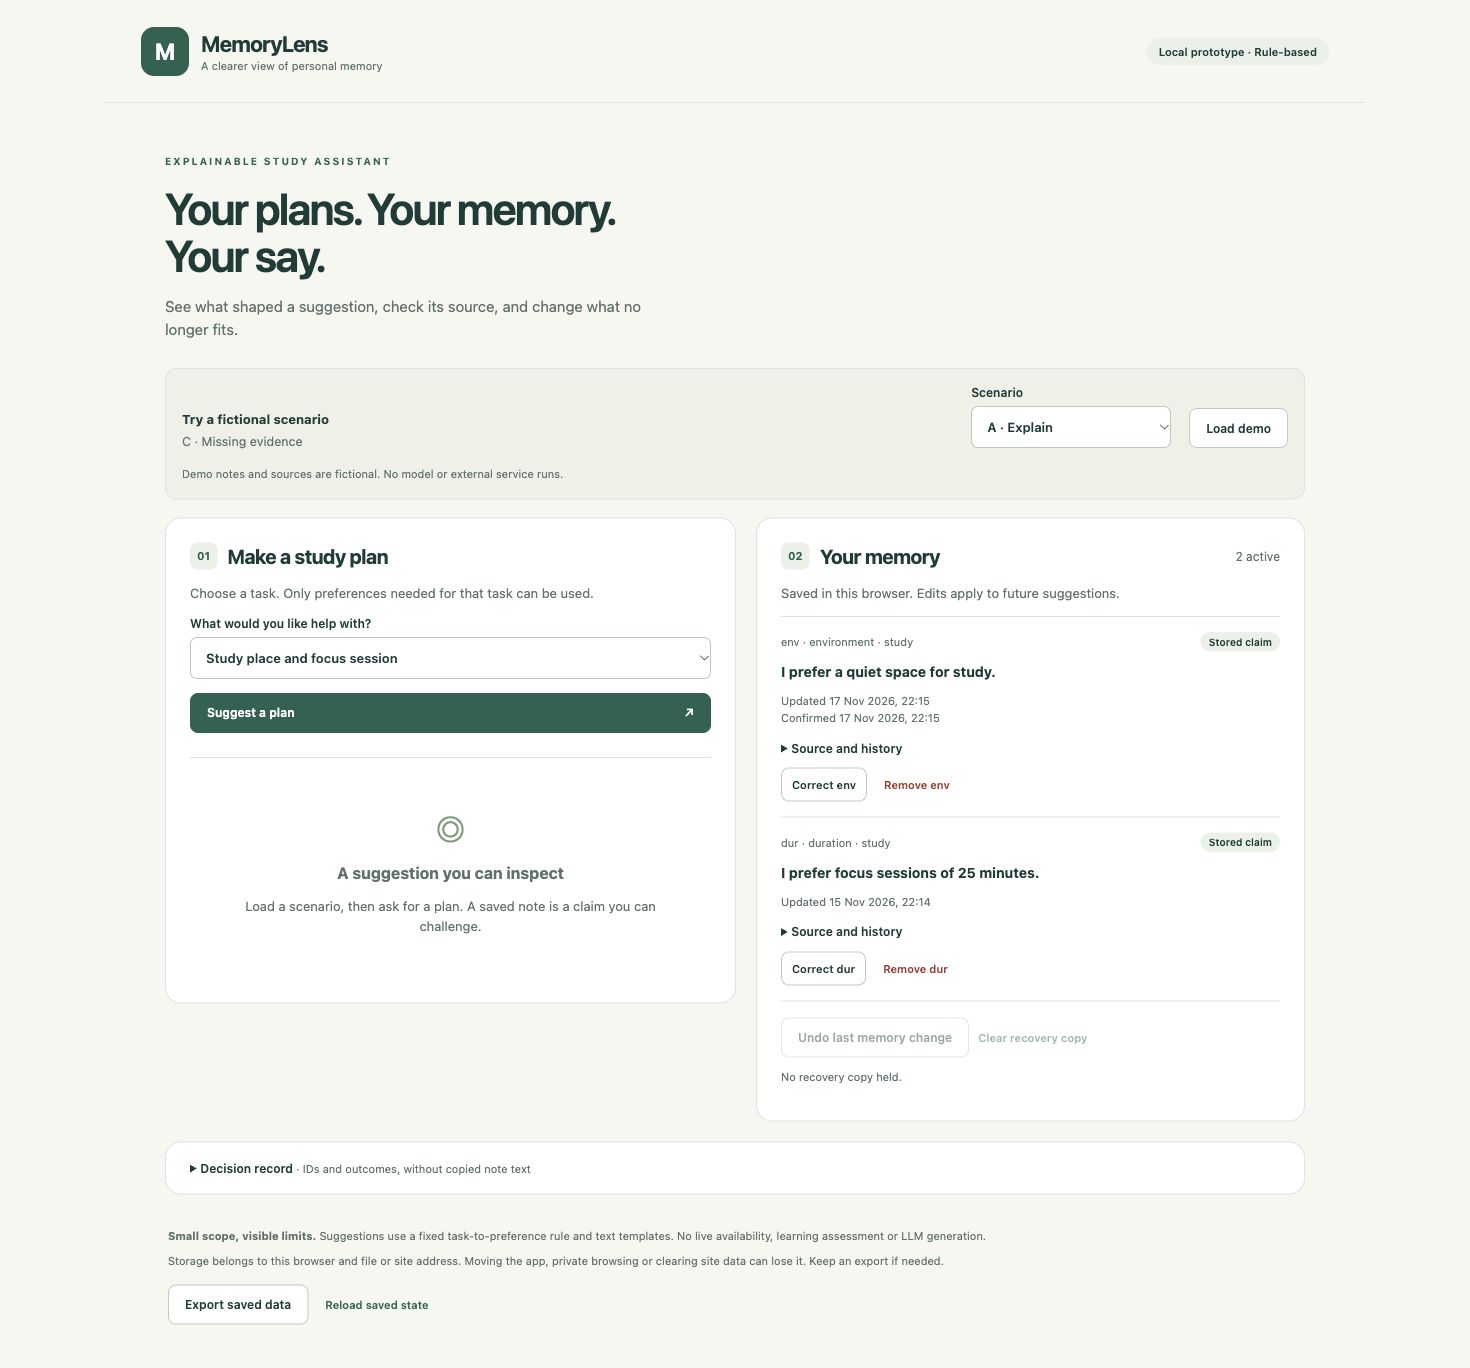 M
MemoryLens
A clearer view of personal memory
Local prototype · Rule-based
EXPLAINABLE STUDY ASSISTANT
Your plans. Your memory.
Your say.
See what shaped a suggestion, check its source, and change what no
longer fits.
Try a fictional scenario
C · Missing evidence
Demo notes and sources are fictional. No model or external service runs.
Scenario
A · Explain
Load demo
01 Make a study plan
Choose a task. Only preferences needed for that task can be used.
What would you like help with?
Study place and focus session
Suggest a plan ↗
A suggestion you can inspect
Load a scenario, then ask for a plan. A saved note is a claim you can
challenge.
02 Your memory
2 active
Saved in this browser. Edits apply to future suggestions.
env · environment · study
Stored claim
I prefer a quiet space for study.
Updated 17 Nov 2026, 22:15
Confirmed 17 Nov 2026, 22:15
Source and history
Correct env
Remove env
dur · duration · study
Stored claim
I prefer focus sessions of 25 minutes.
Updated 15 Nov 2026, 22:14
Source and history
Correct dur
Remove dur
Undo last memory change
Clear recovery copy
No recovery copy held.
Decision record · IDs and outcomes, without copied note text
Small scope, visible limits. Suggestions use a fixed task-to-preference rule and text templates. No live availability, learning assessment or LLM generation.
Storage belongs to this browser and file or site address. Moving the app, private browsing or clearing site data can lose it. Keep an export if needed.
Export saved data
Reload saved state